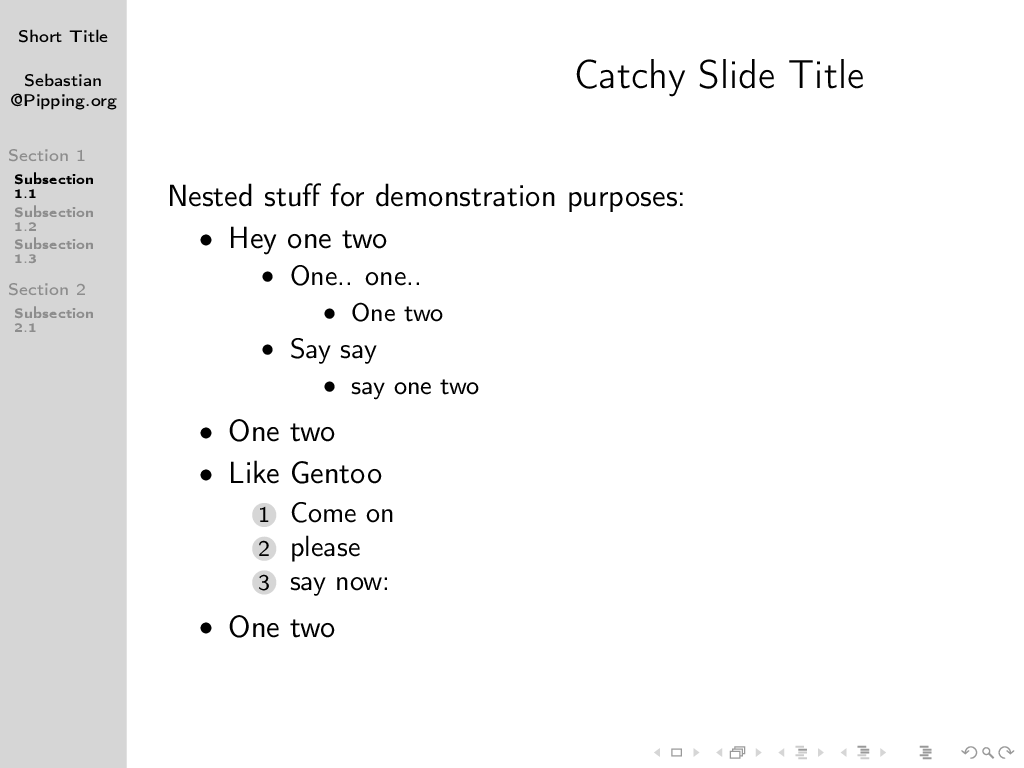 Short Title
Sebastian
@Pipping.org
Section 1
Subsection
1.1
Subsection
1.2
Subsection
1.3
Section 2
Subsection
2.1
Catchy Slide Title
Nested stuff for demonstration purposes:
• Hey one two
• One.. one..
• One two
• Say say
• say one two
• One two
• Like Gentoo
1 Come on
2 please
3 say now:
• One two